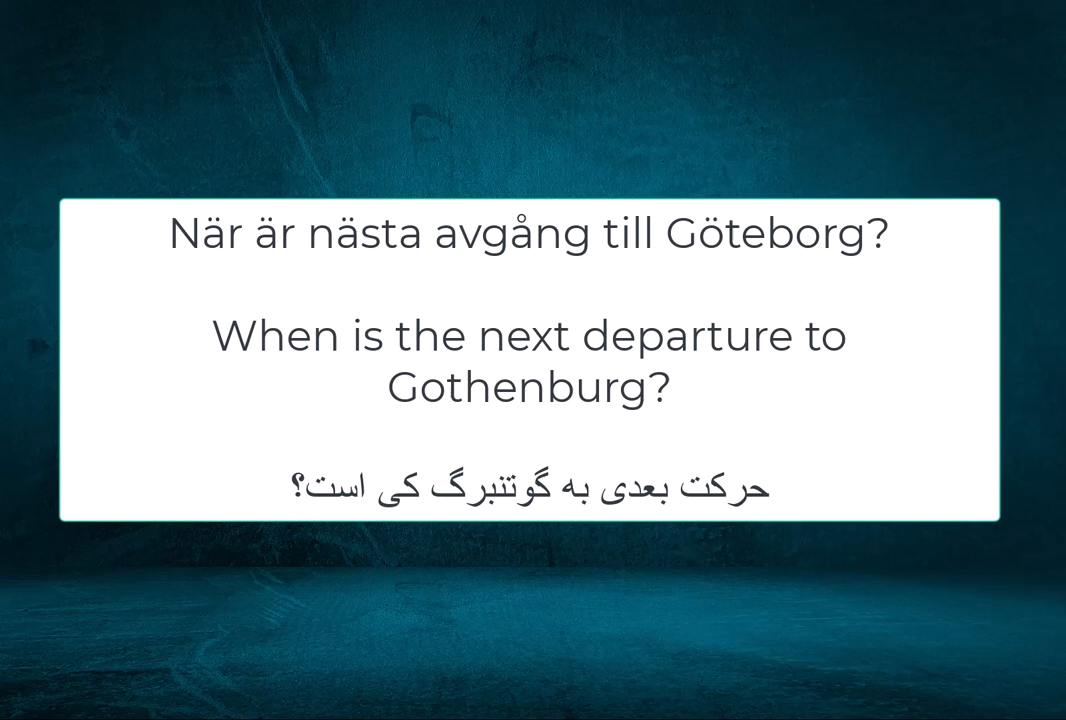 När är nästa avgång till Göteborg?
When is the next departure to
Gothenburg?
حرکت بعدی به گوتنبرگ کی است؟